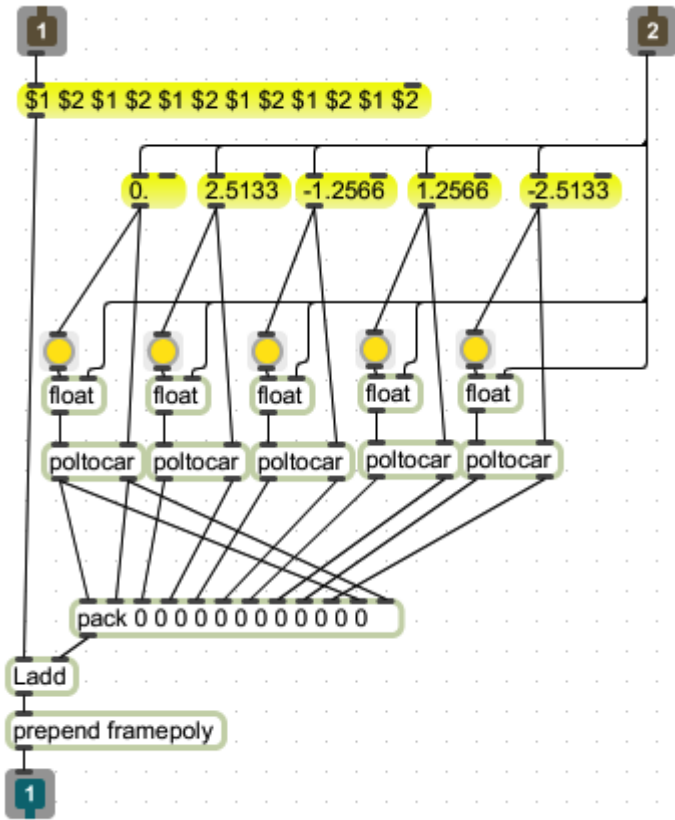 1 2
$1 $2 $1 $2 $1 $2 $1 $2 $1 $2 $1 $2
0. 2.5133 -1.2566 1.2566 -2.5133
float float float float float
poltocar poltocar poltocar poltocar poltocar
pack 0 0 0 0 0 0 0 0 0 0 0 0
Ladd
prepend framepoly
1